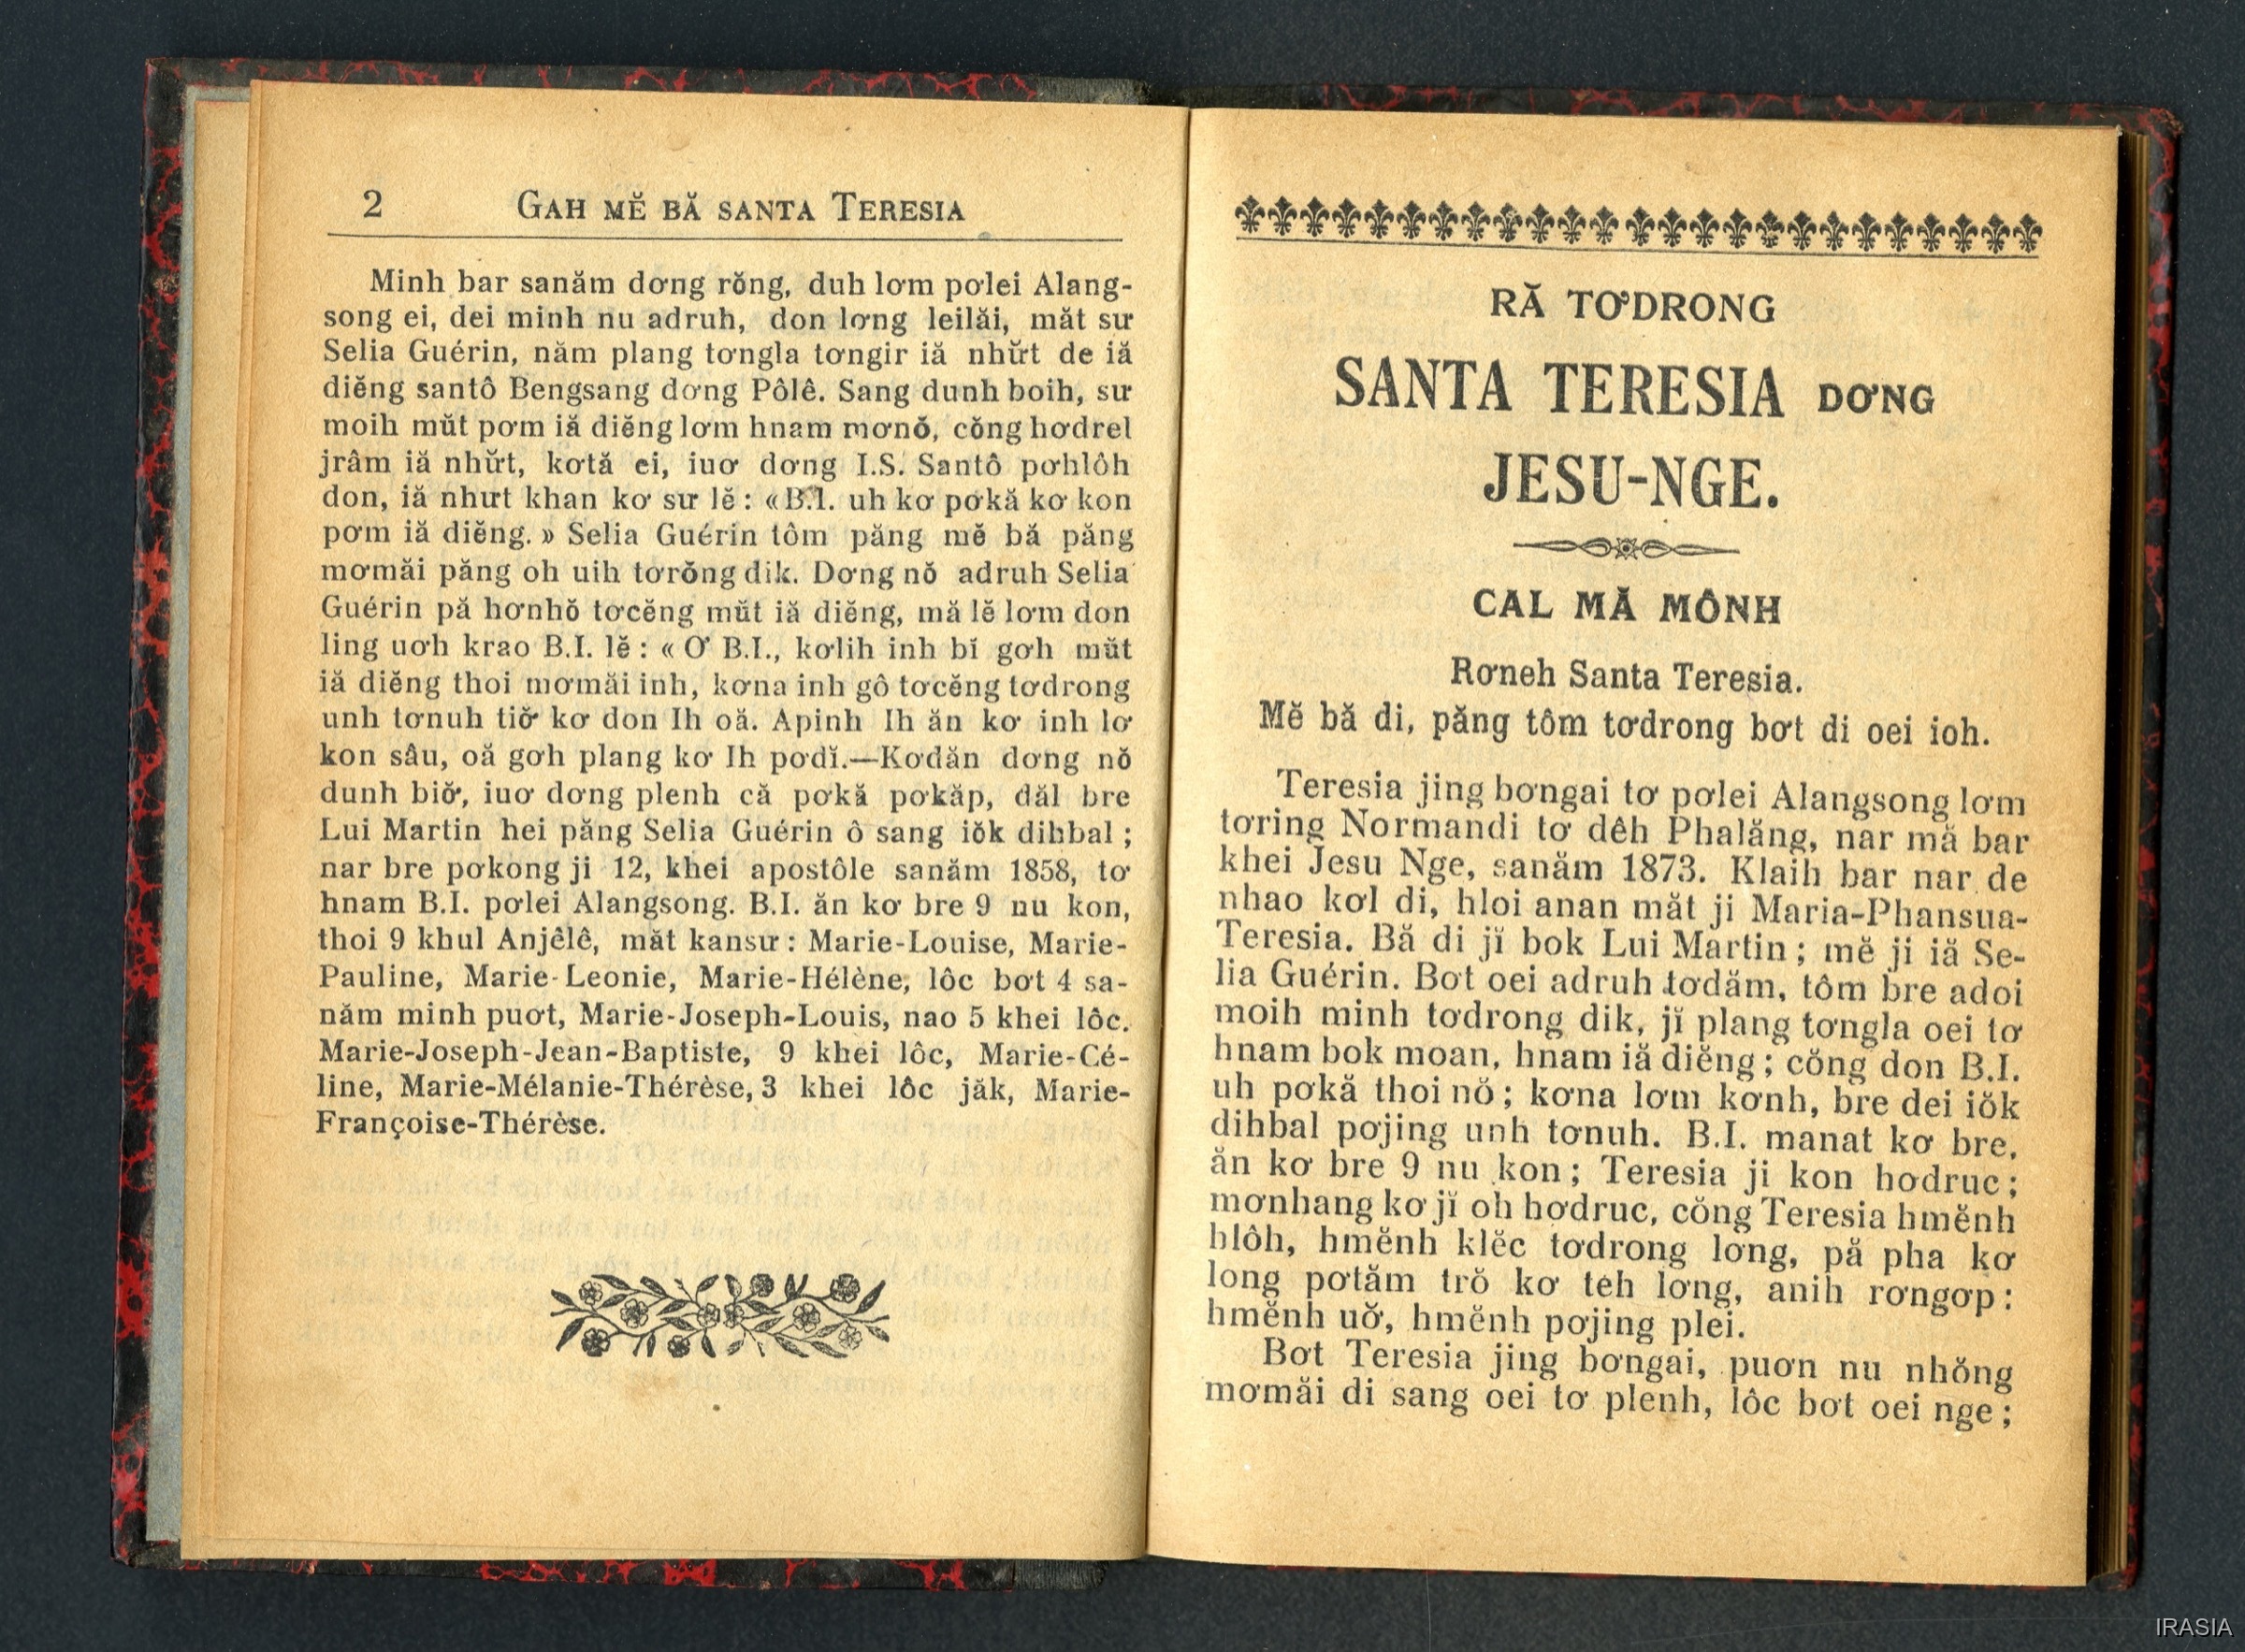 2 GAH MĔ BĂ SANTA TERESIA
Minh bar sanăm dơng rŏng, duh lơm pơlei Alang-
song ei, dei minh nu adruh, don lơng leilăi, măt sư
Selia Guérin, năm plang tơngla tơngir iă như̆t de iă
diĕng santô Bengsang dơng Pôlê. Sang dunh boih, sư
moih mŭt pơm iă diĕng lơm hnam mơnŏ, cŏng hơdrel
jrâm iă như̆t, kơtă ei, iuơ dơng I.S. Santô pơhlôh
don, iă nhưt khan kơ sư lĕ : «B.I. uh kơ pơkă kơ kon
pơm iă diĕng. » Selia Guérin tôm păng mĕ bă păng
mơmăi păng oh uih tơrŏng dik. Dơng nŏ adruh Selia
Guérin pă hơnhŏ tơcĕng mŭt iă diĕng, mă lĕ lơm don
ling uơh krao B.I. lĕ : « Ơ B.I., kơlih inh bĭ gơh mŭt
iă diĕng thoi mơmăi inh, kơna inh gô tơcĕng tơdrong
unh tơnuh tiơ̆ kơ don Ih oă. Apinh Ih ăn kơ inh lơ
kon sâu, oă gơh plang kơ Ih pơdĭ.—Kơdăn dơng nŏ
dunh biơ̆, iuơ dơng plenh că pơkă pơkăp, dăl bre
Lui Martin hei păng Selia Guérin ô sang iŏk dihbal ;
nar bre pơkong ji 12, khei apostôle sanăm 1858, tơ
hnam B.I. pơlei Alangsong. B.I. ăn kơ bre 9 nu kon,
thoi 9 khul Anjêlê, măt kansư : Marie-Louise, Marie-
Pauline, Marie-Leonie, Marie-Hélène, lôc bơt 4 sa-
năm minh puơt, Marie-Joseph-Louis, nao 5 khei lôc.
Marie-Joseph-Jean-Baptiste, 9 khei lôc, Marie-Cé-
line, Marie-Mélanie-Thérèse, 3 khei lôc jăk, Marie-
Françoise-Thérèse.
RĂ TƠDRONG
SANTA TERESIA DƠNG
JESU-NGE.
CAL MĂ MÔNH
Rơneh Santa Teresia.
Mĕ bă di, păng tôm tơdrong bơt di oei ioh.
Teresia jing bơngai tơ pơlei Alangsong lơm
tơring Normandi tơ dêh Phalăng, nar mă bar
khei Jesu Nge, sanăm 1873. Klaih bar nar de
nhao kơl di, hloi anan măt ji Maria-Phansua-
Teresia. Bă di jĭ bok Lui Martin ; mĕ ji iă Se-
lia Guérin. Bơt oei adruh tơdăm, tôm bre adoi
moih minh tơdrong dik, jĭ plang tơngla oei tơ
hnam bok moan, hnam iă diĕng ; cŏng don B.I.
uh pơkă thoi nŏ ; kơna lơm kơnh, bre dei iŏk
dihbal pơjing unh tơnuh. B.I. manat kơ bre,
ăn kơ bre 9 nu kon ; Teresia ji kon hơdruc ;
mơnhang kơ jĭ oh hơdruc, cŏng Teresia hmĕnh
hlôh, hmĕnh klĕc tơdrong lơng, pă pha kơ
long pơtăm trŏ kơ teh lơng, anih rơngơp :
hmĕnh uơ̆, hmĕnh pơjing plei.
Bơt Teresia jing bơngai, puơn nu nhŏng
mơmăi di sang oei tơ plenh, lôc bơt oei nge ;
IRASIA